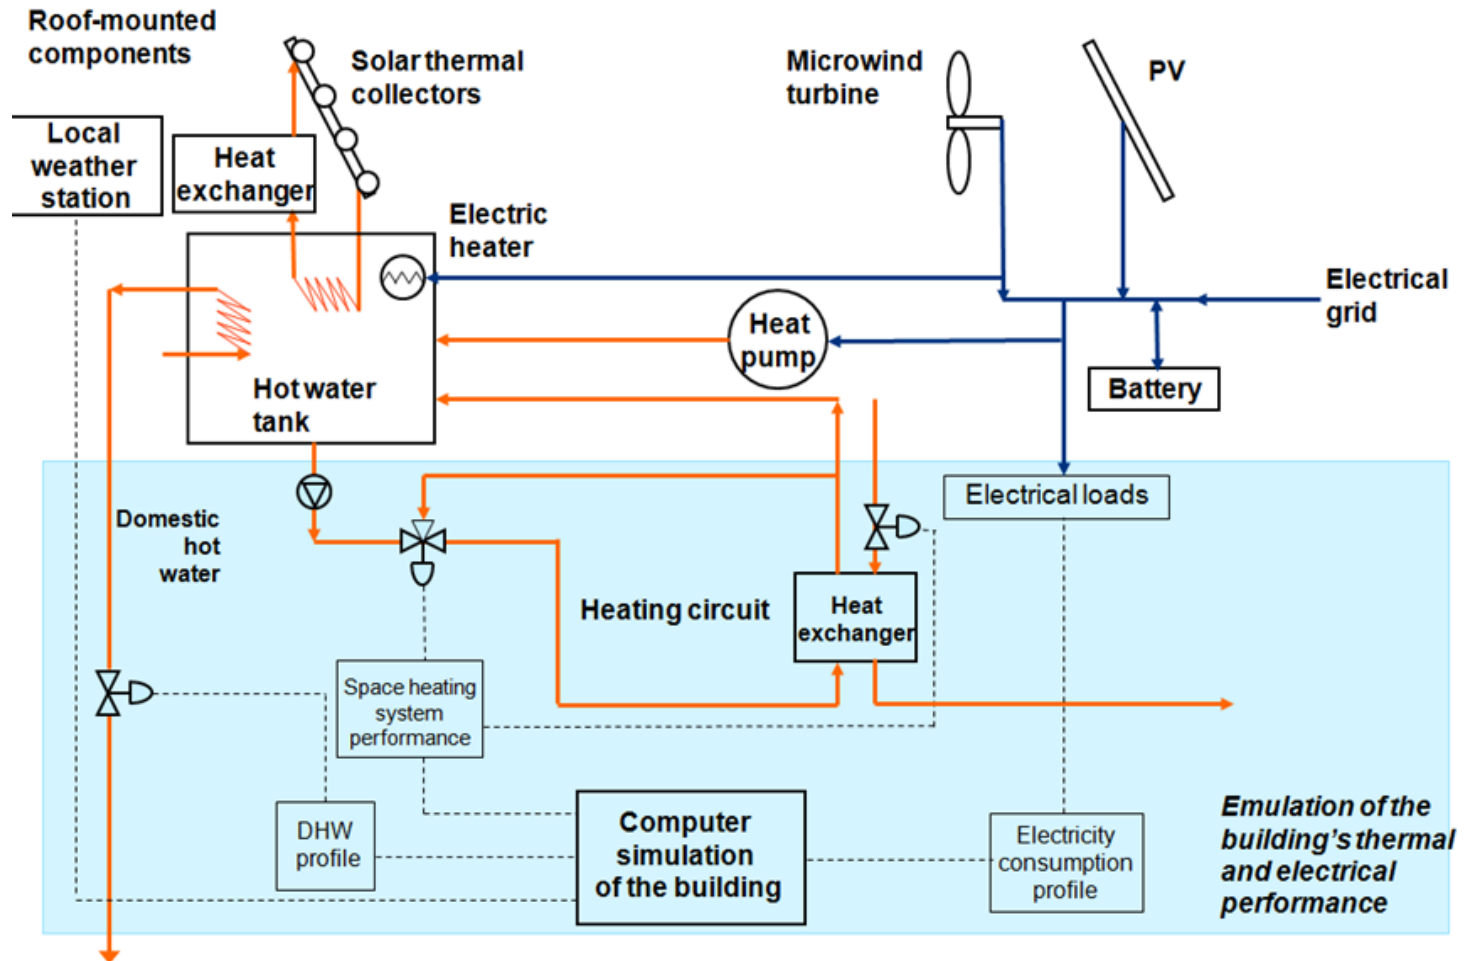 Roof-mounted
components
Solar thermal
collectors
Microwind
turbine
PV
Local
weather
station
Heat
exchanger
Electric
heater
Electrical
grid
Heat
pump
Battery
Hot water
tank
Electrical loads
Domestic
hot
water
Heating circuit
Heat
exchanger
Space heating
system
performance
DHW
profile
Computer
simulation
of the building
Electricity
consumption
profile
Emulation of the
building's thermal
and electrical
performance